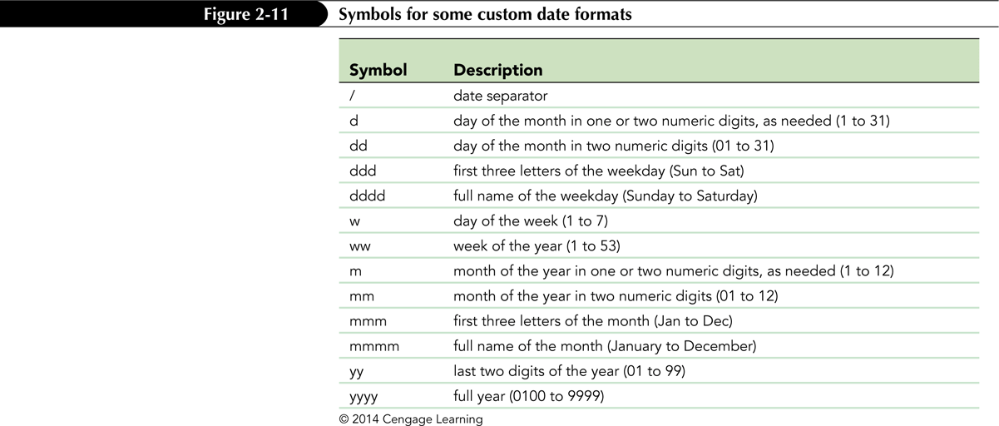 Figure 2-11 Symbols for some custom date formats
Symbol Description
/ date separator
d day of the month in one or two numeric digits, as needed (1 to 31)
dd day of the month in two numeric digits (01 to 31)
ddd first three letters of the weekday (Sun to Sat)
dddd full name of the weekday (Sunday to Saturday)
w day of the week (1 to 7)
ww week of the year (1 to 53)
m month of the year in one or two numeric digits, as needed (1 to 12)
mm month of the year in two numeric digits (01 to 12)
mmm first three letters of the month (Jan to Dec)
mmmm full name of the month (January to December)
yy last two digits of the year (01 to 99)
yyyy full year (0100 to 9999)
© 2014 Cengage Learning